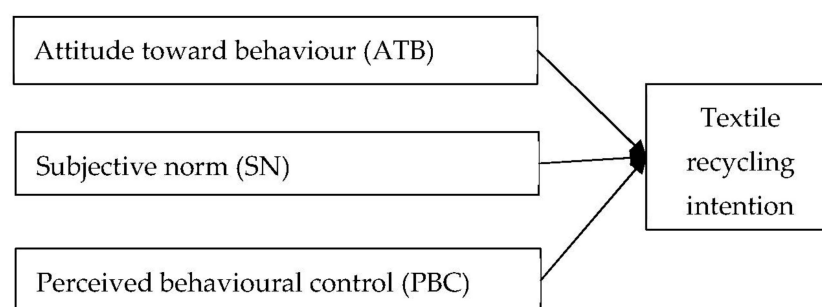 Attitude toward behaviour (ATB)
Subjective norm (SN)
Perceived behavioural control (PBC)
Textile
recycling
intention